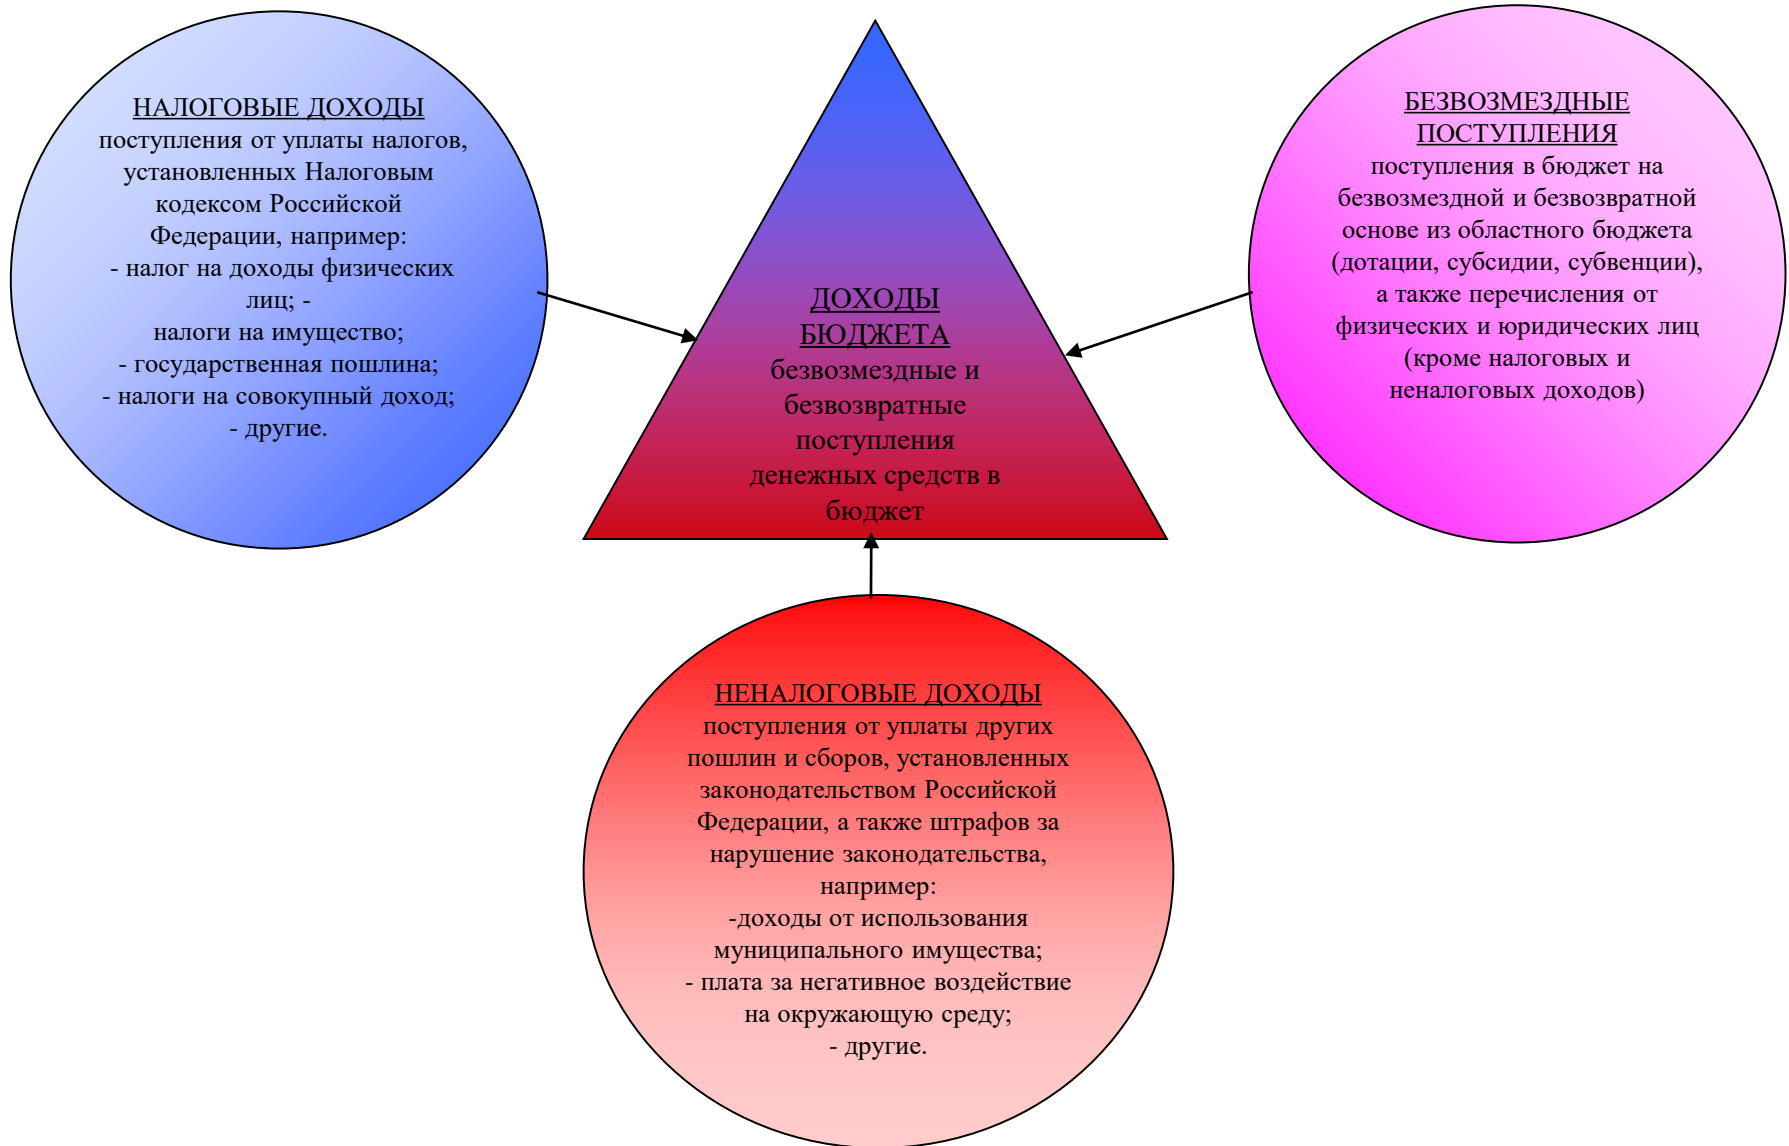 НАЛОГОВЫЕ ДОХОДЫ
поступления от уплаты налогов,
установленных Налоговым
кодексом Российской
Федерации, например:
- налог на доходы физических
лиц; -
налоги на имущество;
- государственная пошлина;
- налоги на совокупный доход;
- другие.
ДОХОДЫ
БЮДЖЕТА
безвозмездные и
безвозвратные
поступления
денежных средств в
бюджет
БЕЗВОЗМЕЗДНЫЕ
ПОСТУПЛЕНИЯ
поступления в бюджет на
безвозмездной и безвозвратной
основе из областного бюджета
(дотации, субсидии, субвенции),
а также перечисления от
физических и юридических лиц
(кроме налоговых и
неналоговых доходов)
НЕНАЛОГОВЫЕ ДОХОДЫ
поступления от уплаты других
пошлин и сборов, установленных
законодательством Российской
Федерации, а также штрафов за
нарушение законодательства,
например:
-доходы от использования
муниципального имущества;
- плата за негативное воздействие
на окружающую среду;
- другие.